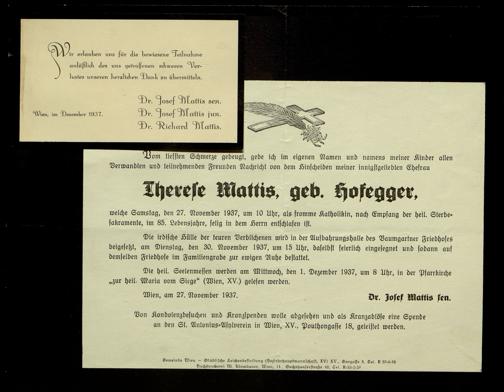 Wir erlauben uns für die bewiesene Teilnahme
anläßlich des uns getroffenen schweren Ver-
lustes unseren herzlichen Dank zu übermitteln.
Dr. Josef Mattis sen.
Wien, im Dezember 1937. Dr. Josef Mattis jun.
Dr. Richard Mattis.
Vom tiefsten Schmerze gebeugt, gebe ich im eigenen Namen und namens meiner Kinder allen
Verwandten und teilnehmenden Freunden Nachricht von dem Hinscheiden meiner innigstgeliebten Ehefrau
Therese Mattis, geb. Hofegger,
welche Samstag, den 27. November 1937, um 10 Uhr, als fromme Katholikin, nach Empfang der heil. Sterbe-
sakramente, im 85. Lebensjahre, selig in dem Herrn entschlafen ist.
Die irdische Hülle der teuren Verblichenen wird in der Aufbahrungshalle des Baumgartner Friedhofes
beigesetzt, am Dienstag, den 30. November 1937, um 15 Uhr, daselbst feierlich eingesegnet und sodann auf
demselben Friedhofe im Familiengrabe zur ewigen Ruhe bestattet.
Die heil. Seelenmessen werden am Mittwoch, den 1. Dezember 1937, um 8 Uhr, in der Pfarrkirche
„zur heil. Maria vom Siege“ (Wien, XV.) gelesen werden.
Wien, am 27. November 1937. Dr. Josef Mattis sen.
Von Kondolenzbesuchen und Kranzspenden wolle abgesehen und als Kranzablöse eine Spende
an den St. Antonius-Asylverein in Wien, XV., Pouthongasse 18, geleistet werden.
Gemeinde Wien — Städtische Leichenbestattung